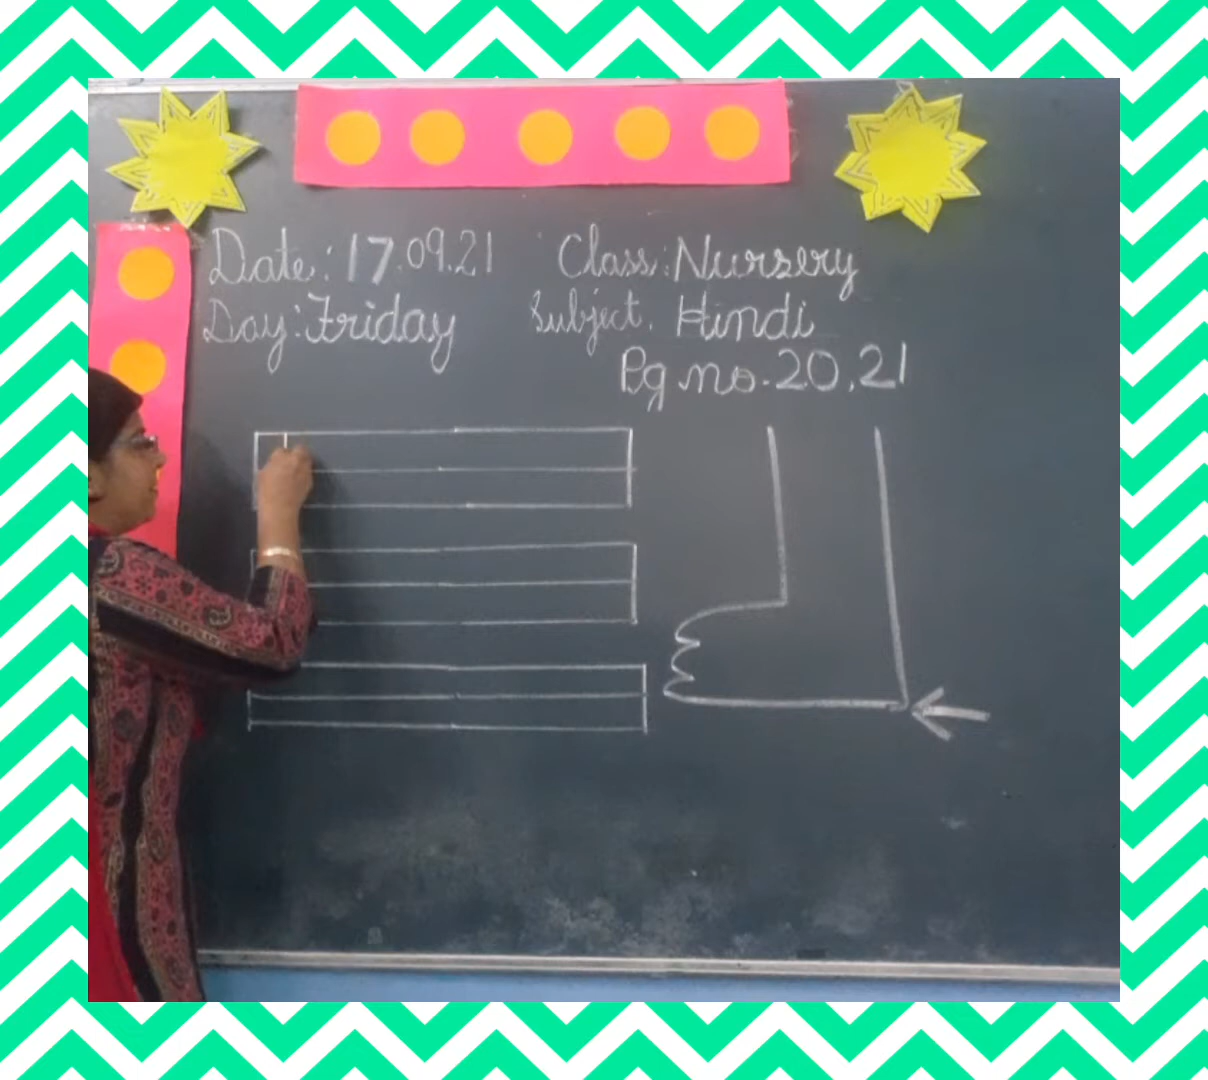 Date: 17.09.21 Class: Nursery
Day: Friday Subject. Hindi
Pg no. 20,21